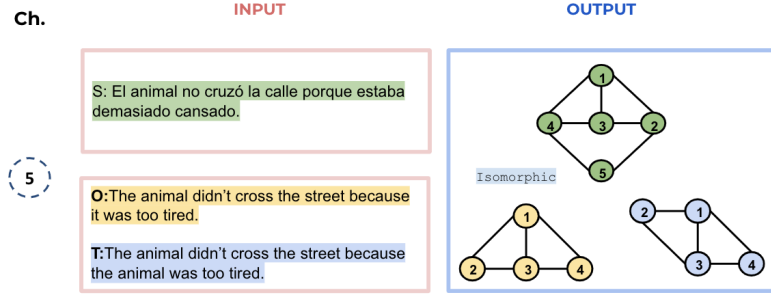 Ch.
INPUT
OUTPUT
S: El animal no cruzó la calle porque estaba
demasiado cansado.
5
O:The animal didn't cross the street because
it was too tired.
T:The animal didn't cross the street because
the animal was too tired.
1
4
3
2
5
Isomorphic
1
2
3
4
2
1
3
4